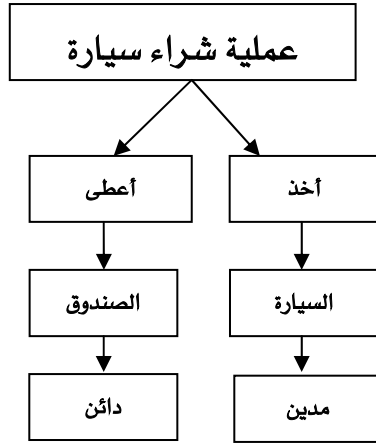 عملية شراء سيارة
أخذ
أعطى
السيارة
الصندوق
مدين
دائن